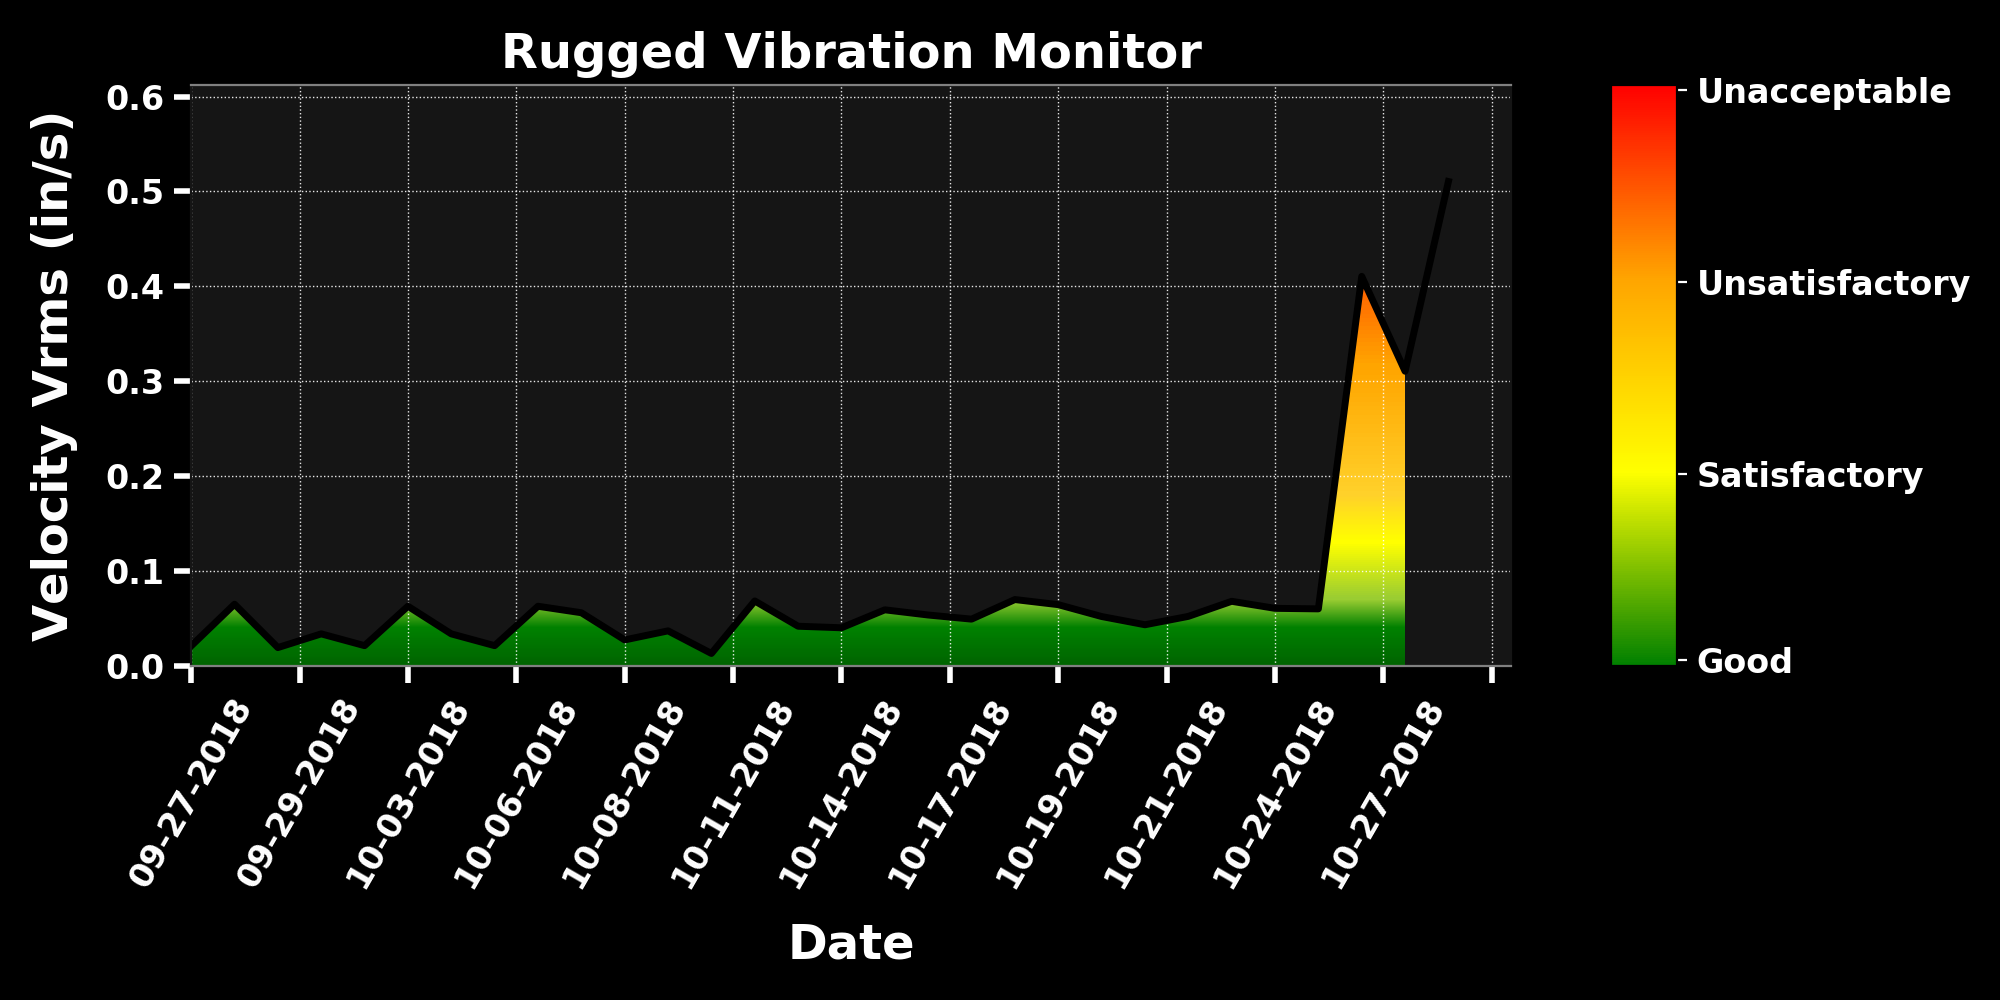 Rugged Vibration Monitor
Velocity Vrms (in/s)
0.6
0.5
0.4
0.3
0.2
0.1
0.0
09-27-2018
09-29-2018
10-03-2018
10-06-2018
10-08-2018
10-11-2018
10-14-2018
10-17-2018
10-19-2018
10-21-2018
10-24-2018
10-27-2018
Date
Unacceptable
Unsatisfactory
Satisfactory
Good